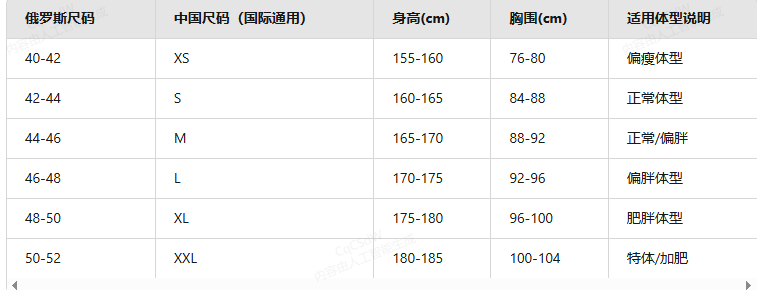 俄罗斯尺码 中国尺码（国际通用） 身高(cm) 胸围(cm) 适用体型说明
40-42 XS 155-160 76-80 偏瘦体型
42-44 S 160-165 84-88 正常体型
44-46 M 165-170 88-92 正常/偏胖
46-48 L 170-175 92-96 偏胖体型
48-50 XL 175-180 96-100 肥胖体型
50-52 XXL 180-185 100-104 特体/加肥